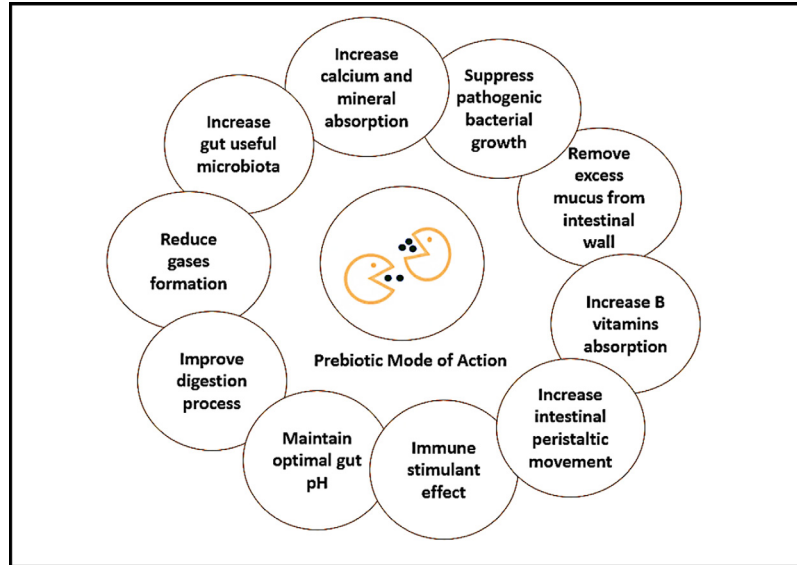 Increase
calcium and
mineral
absorption
Suppress
pathogenic
bacterial
growth
Remove
excess
mucus from
intestinal
wall
Increase B
vitamins
absorption
Increase
intestinal
peristaltic
movement
Immune
stimulant
effect
Maintain
optimal gut
pH
Improve
digestion
process
Reduce
gases
formation
Increase
gut useful
microbiota
Prebiotic Mode of Action